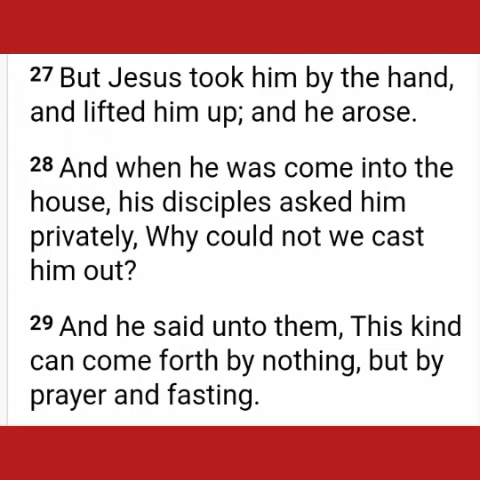 27 But Jesus took him by the hand,
and lifted him up; and he arose.
28 And when he was come into the
house, his disciples asked him
privately, Why could not we cast
him out?
29 And he said unto them, This kind
can come forth by nothing, but by
prayer and fasting.